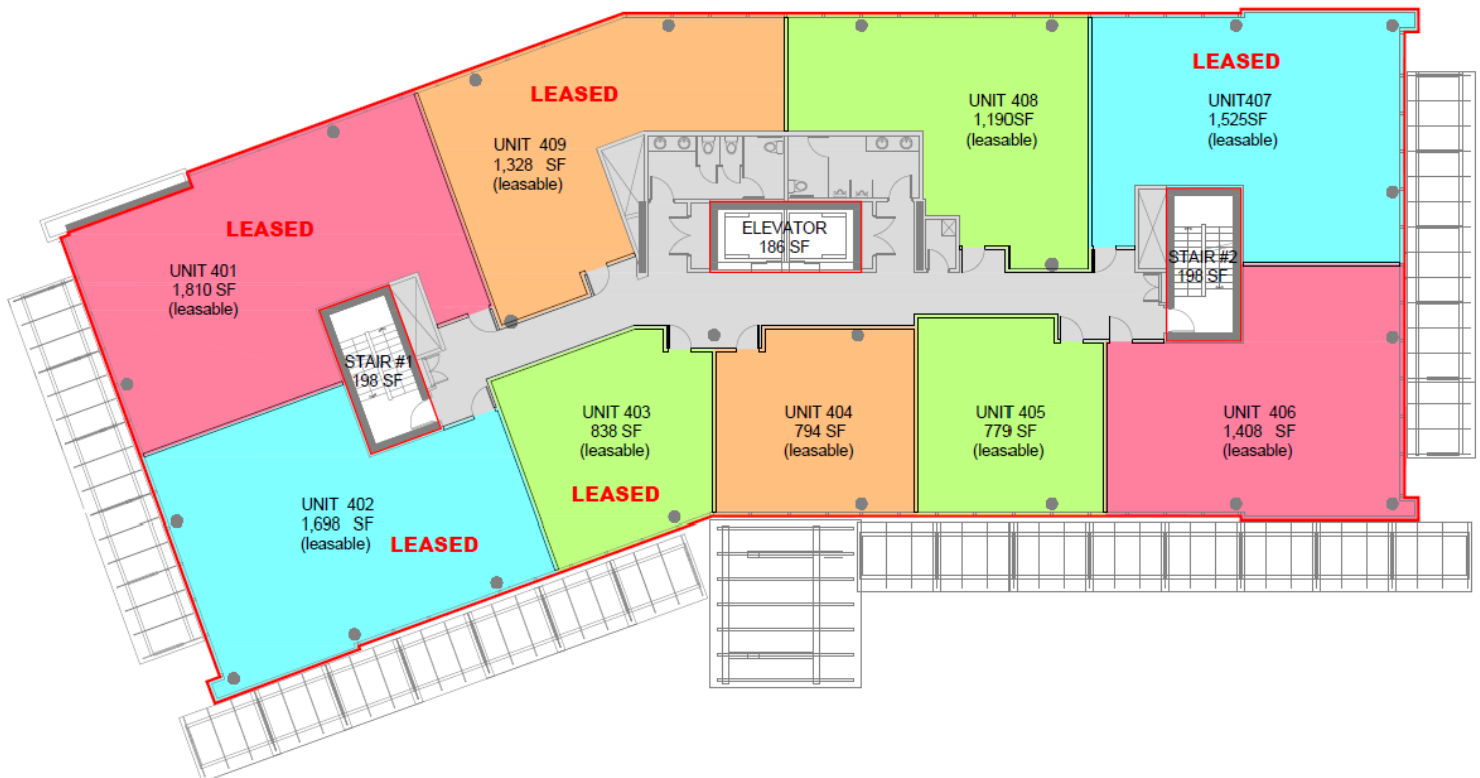 LEASED
UNIT 409
1,328 SF
(leasable)
UNIT 408
1,190SF
(leasable)
LEASED
UNIT407
1,525SF
(leasable)
LEASED
UNIT 401
1,810 SF
(leasable)
ELEVATOR
186 SF
STAIR #2
198 SF
STAIR #1
198 SF
UNIT 402
1,698 SF
(leasable)
LEASED
UNIT 403
838 SF
(leasable)
LEASED
UNIT 404
794 SF
(leasable)
UNIT 405
779 SF
(leasable)
UNIT 406
1,408 SF
(leasable)